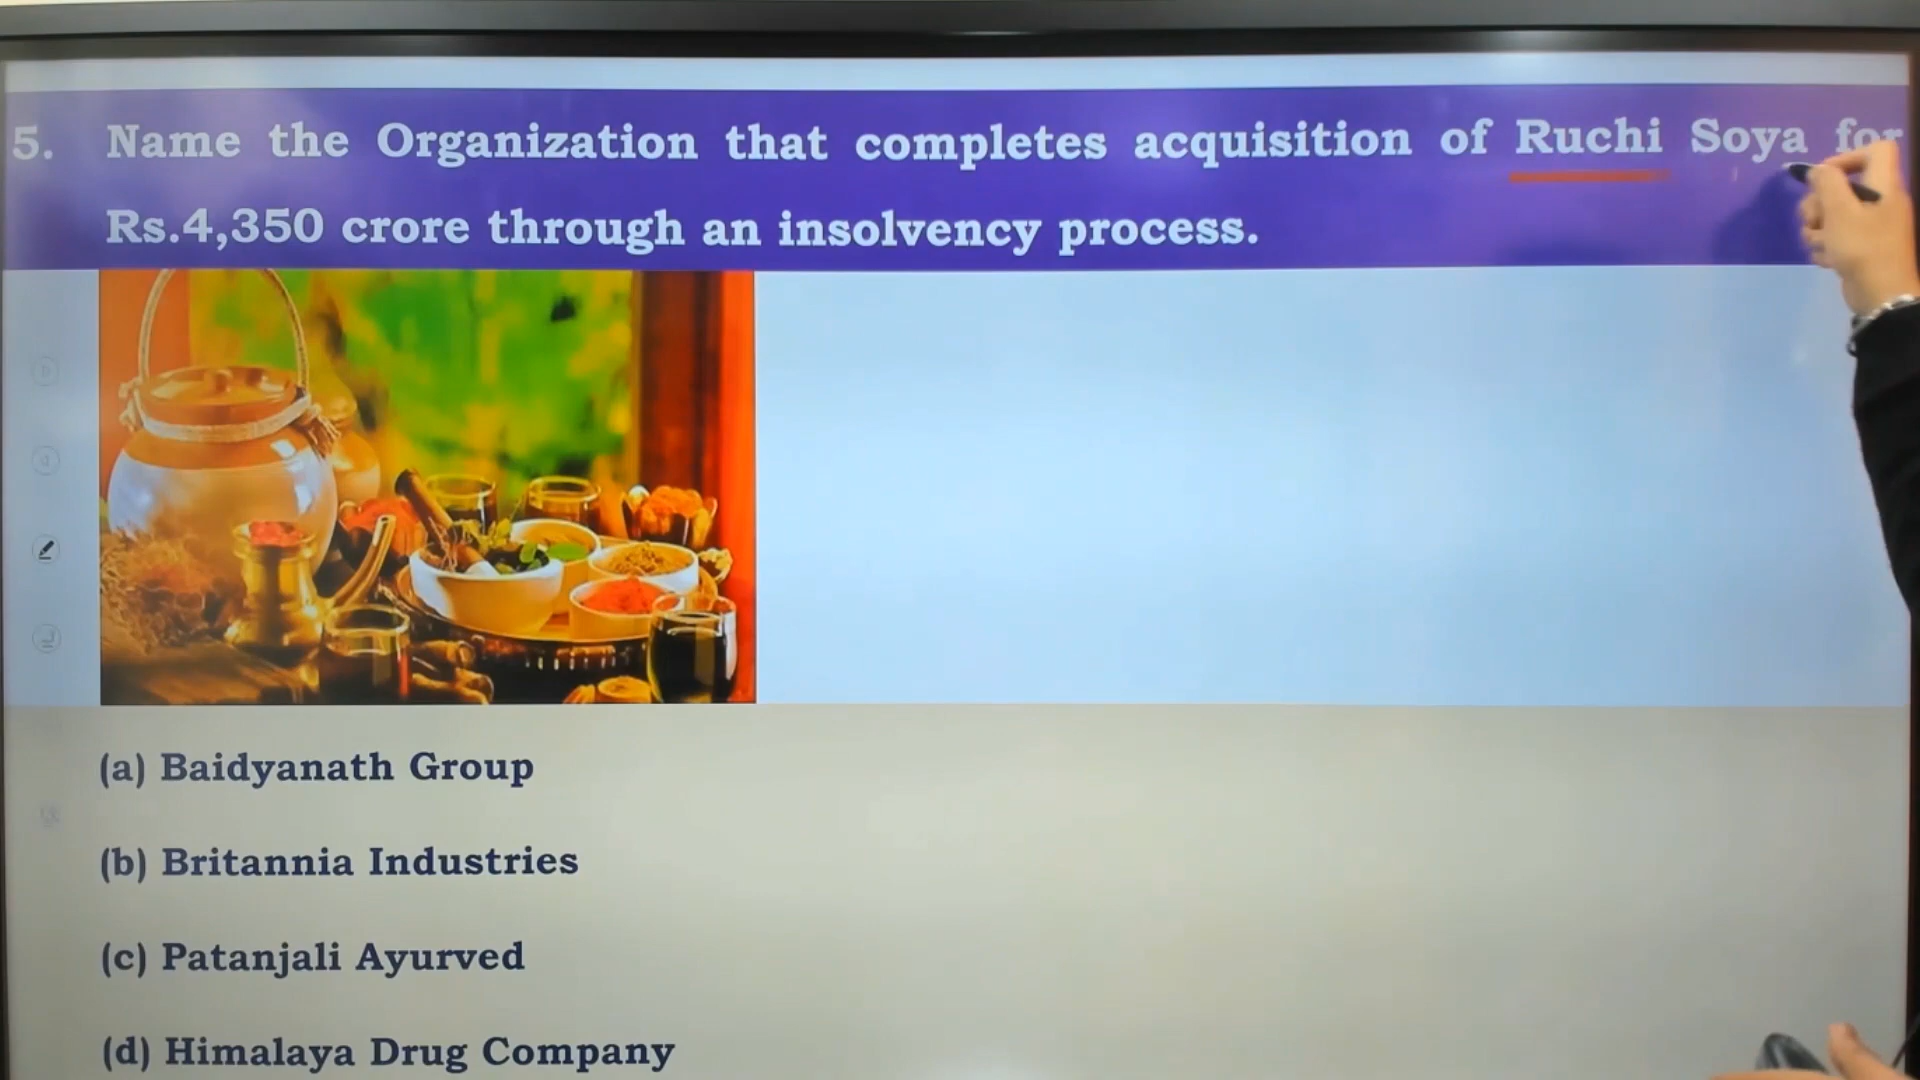 5. Name the Organization that completes acquisition of Ruchi Soya for
Rs.4,350 crore through an insolvency process.
(a) Baidyanath Group
(b) Britannia Industries
(c) Patanjali Ayurved
(d) Himalaya Drug Company